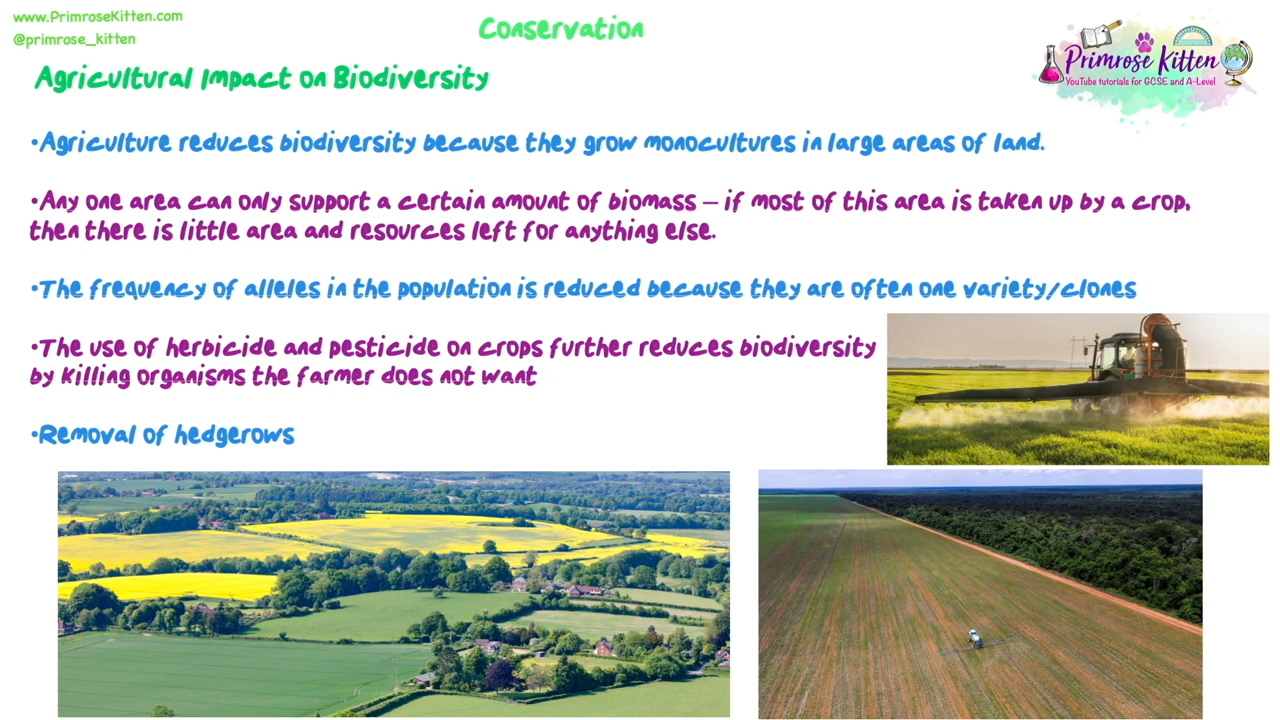 www.PrimroseKitten.com
@primrose_kitten
Conservation
Primrose Kitten
YouTube tutorials for GCSE and A-Level
Agricultural Impact on Biodiversity
•Agriculture reduces biodiversity because they grow monocultures in large areas of land.
•Any one area can only support a certain amount of biomass – if most of this area is taken up by a crop,
then there is little area and resources left for anything else.
•The frequency of alleles in the population is reduced because they are often one variety/clones
•The use of herbicide and pesticide on crops further reduces biodiversity
by killing organisms the farmer does not want
•Removal of hedgerows